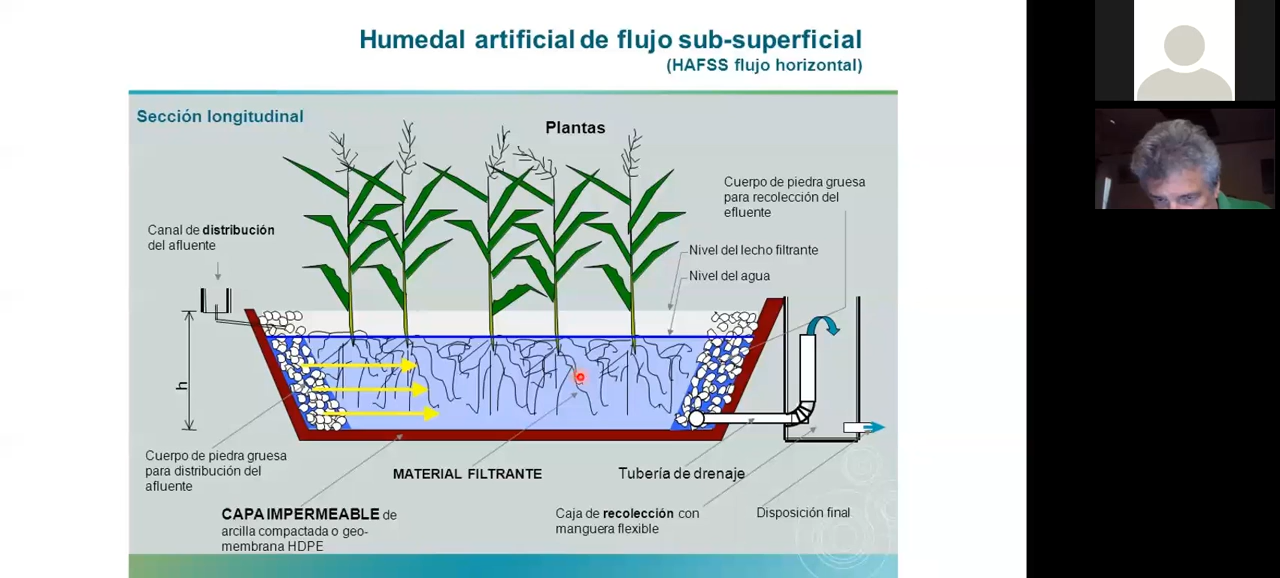 Humedal artificial de flujo sub-superficial
(HAFSS flujo horizontal)
Sección longitudinal
Plantas
Cuerpo de piedra gruesa
para recolección del
efluente
Canal de distribución
del afluente
Nivel del lecho filtrante
Nivel del agua
h
Cuerpo de piedra gruesa
para distribución del
afluente
MATERIAL FILTRANTE
Tubería de drenaje
CAPA IMPERMEABLE de
arcilla compactada o geo-
membrana HDPE
Caja de recolección con
manguera flexible
Disposición final